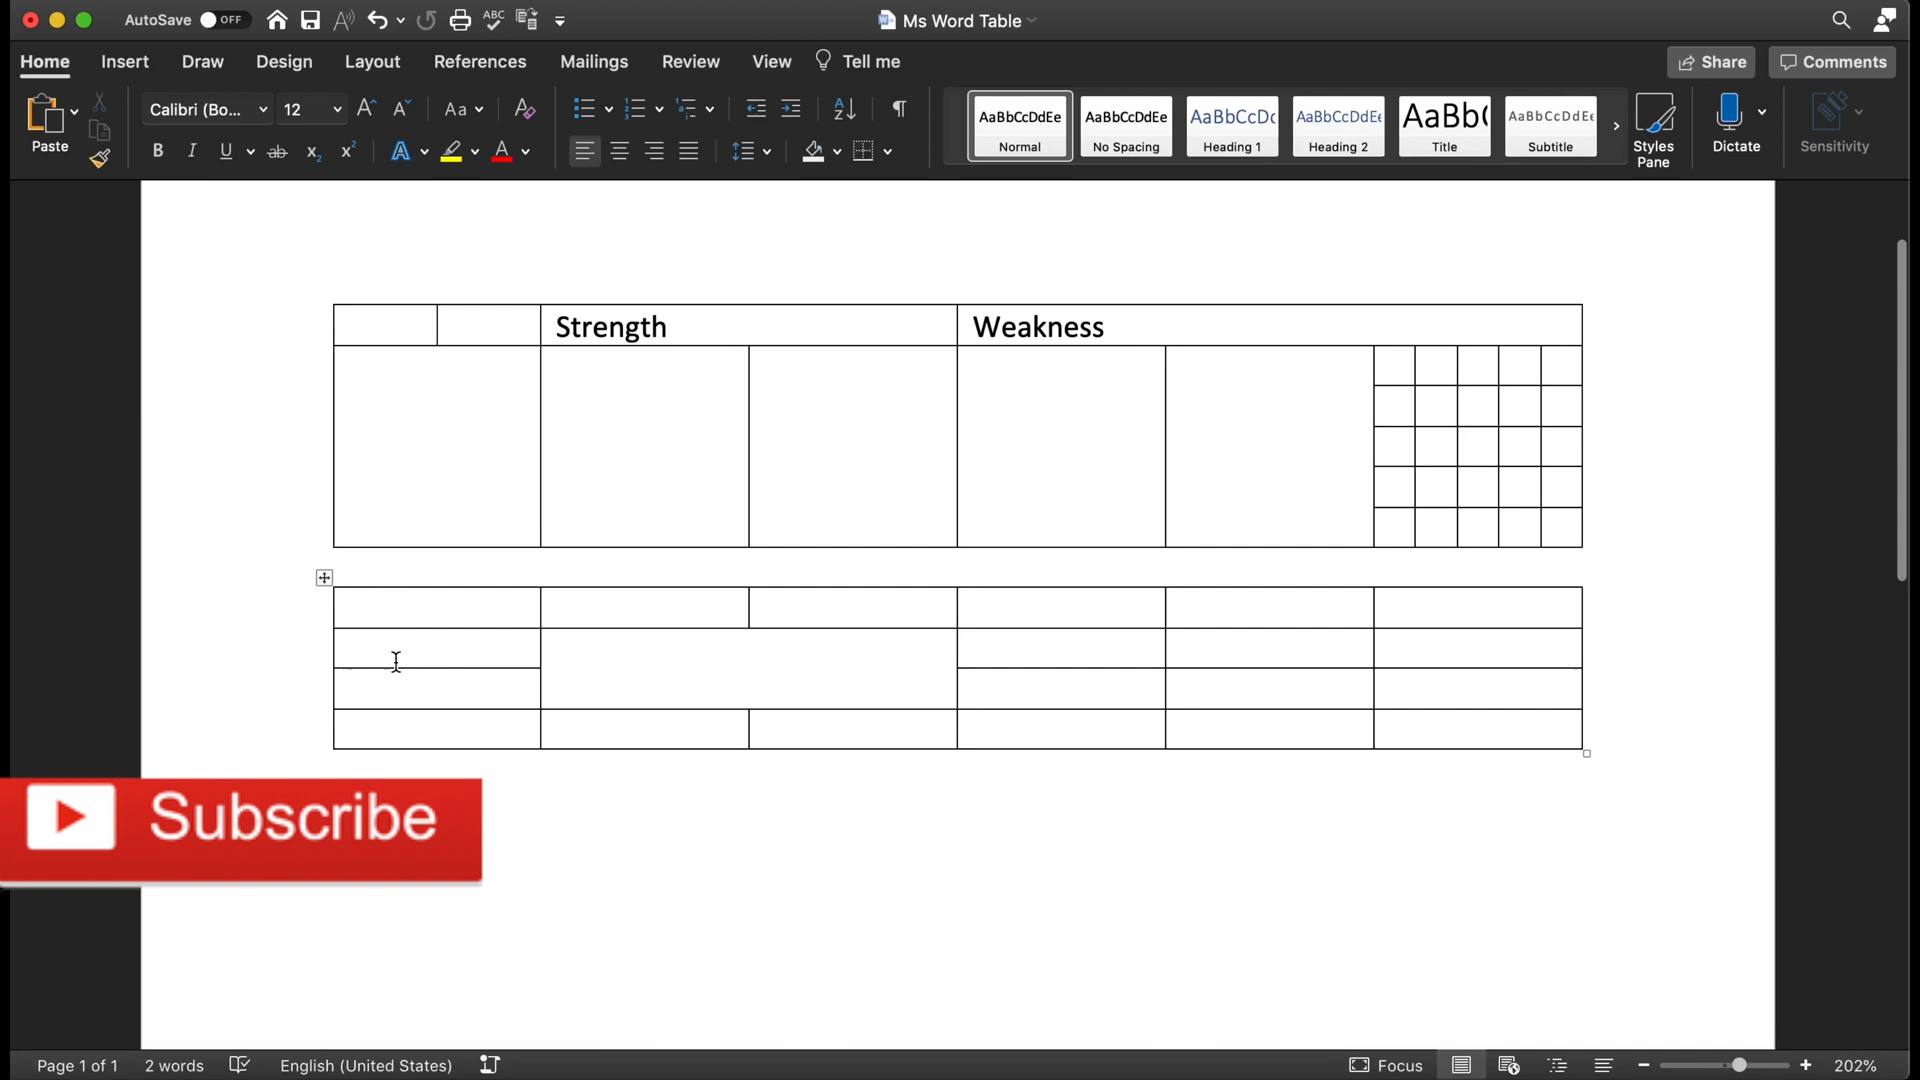 AutoSave OFF
Ms Word Table
Home Insert Draw Design Layout References Mailings Review View Tell me
Share Comments
Calibri (Bo... 12 Aa
Paste
AaBbCcDdEe AaBbCcDdEe AaBbCcDc AaBbCcDdEe AaBb( AaBbCcDdEe
Normal No Spacing Heading 1 Heading 2 Title Subtitle
Styles Pane
Dictate
Sensitivity
Strength Weakness
Subscribe
Page 1 of 1 2 words English (United States) Focus 202%